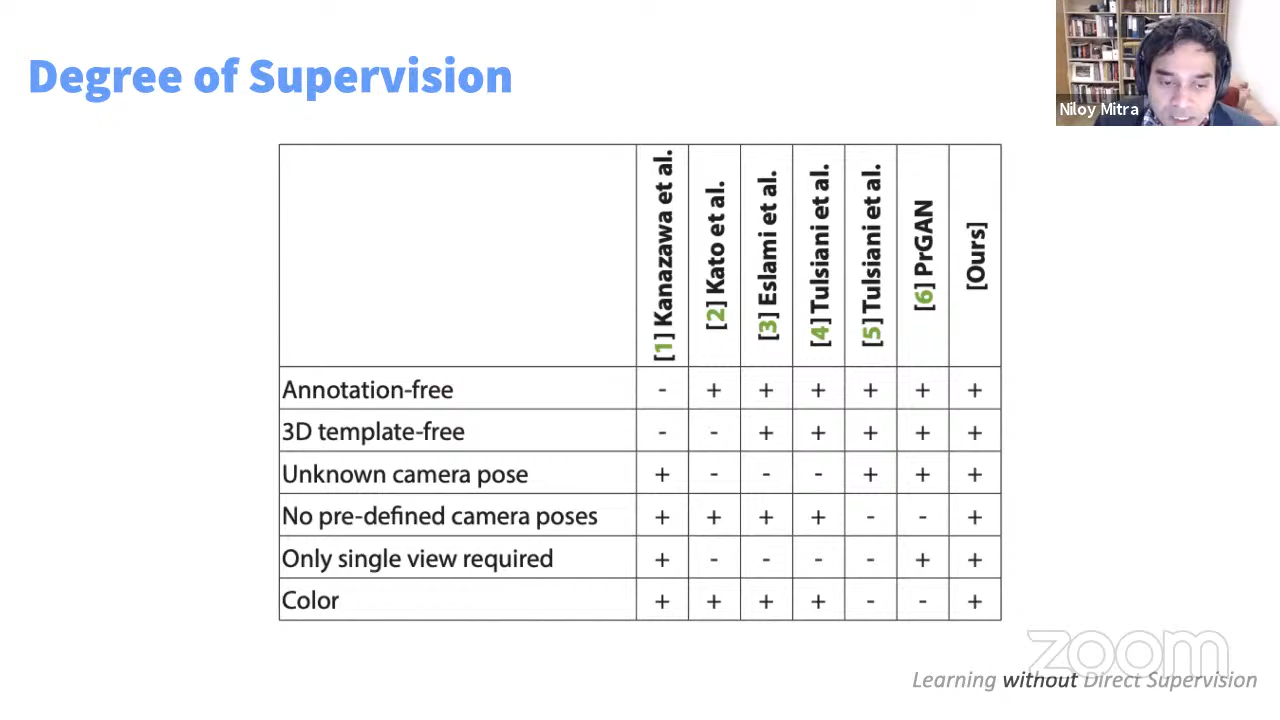 Degree of Supervision
Niloy Mitra
[1] Kanazawa et al.
[2] Kato et al.
[3] Eslami et al.
[4] Tulsiani et al.
[5] Tulsiani et al.
[6] PrGAN
[Ours]
Annotation-free - + + + + + +
3D template-free - - + + + + +
Unknown camera pose + - - - + + +
No pre-defined camera poses + + + + - - +
Only single view required + - - - - + +
Color + + + + - - +
zoom
Learning without Direct Supervision